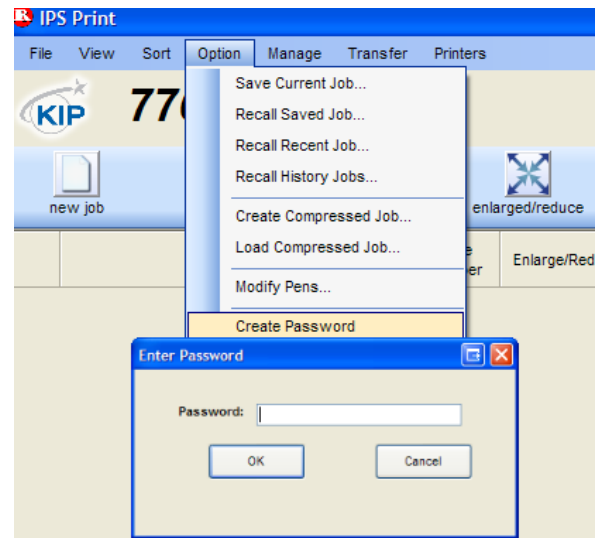 IPS Print
File View Sort Option Manage Transfer Printers
KIP
Save Current Job...
Recall Saved Job...
Recall Recent Job...
Recall History Jobs...
new job
enlarged/reduce
Create Compressed Job...
Load Compressed Job...
Enlarge/Red
Modify Pens...
Create Password
Enter Password
Password:
OK Cancel